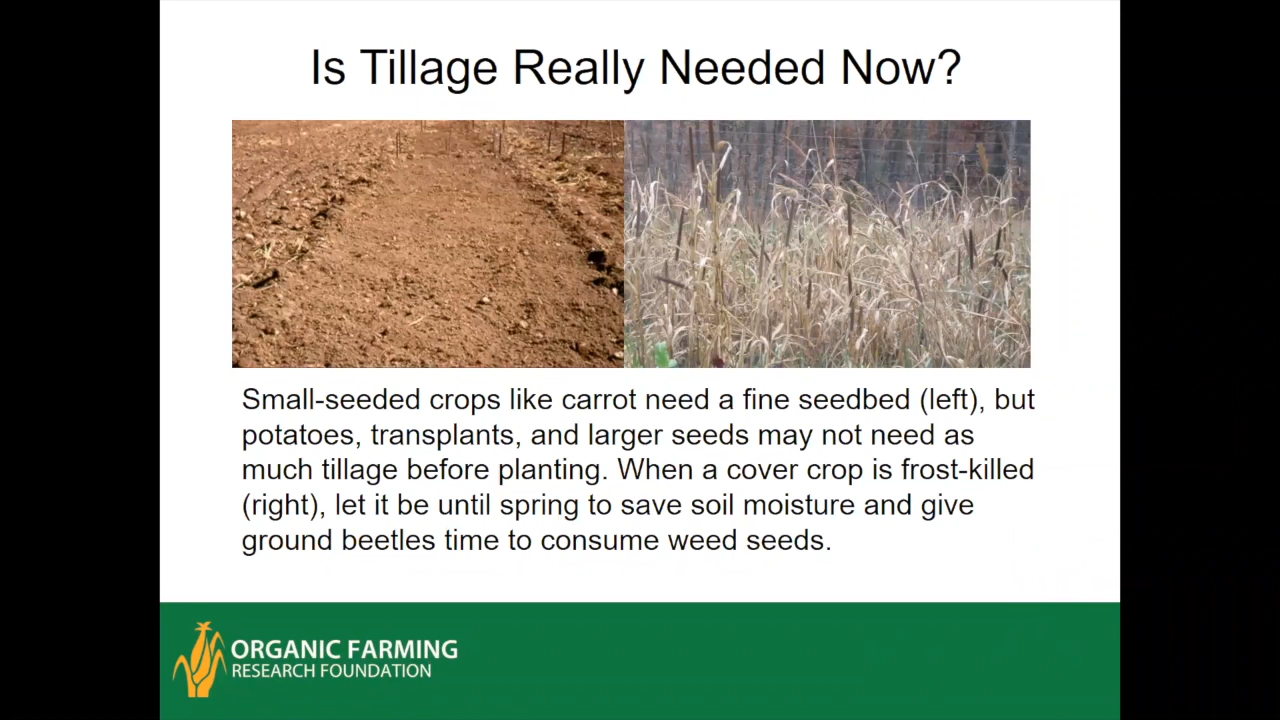 Is Tillage Really Needed Now?
Small-seeded crops like carrot need a fine seedbed (left), but
potatoes, transplants, and larger seeds may not need as
much tillage before planting. When a cover crop is frost-killed
(right), let it be until spring to save soil moisture and give
ground beetles time to consume weed seeds.
ORGANIC FARMING
RESEARCH FOUNDATION